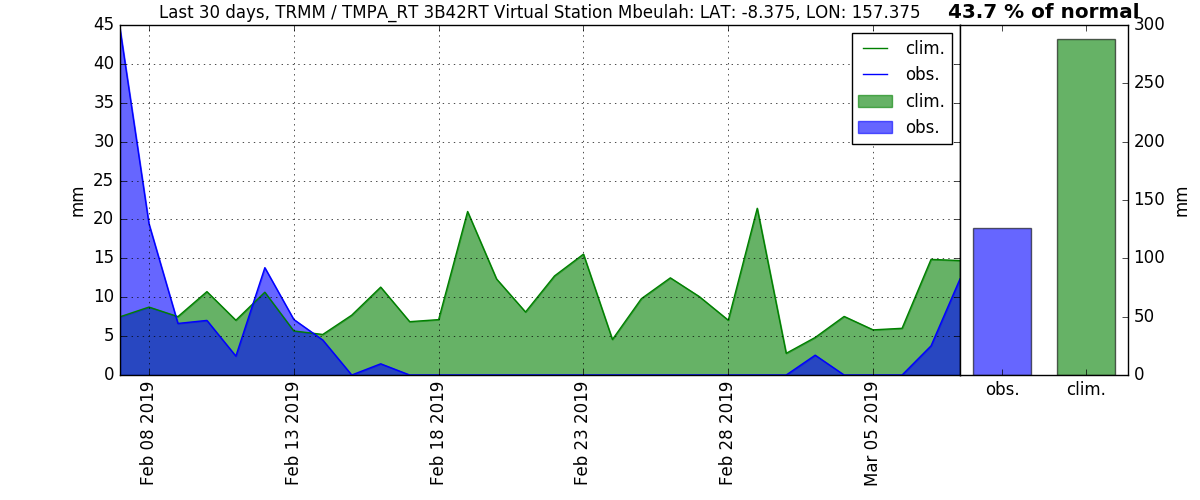 Last 30 days, TRMM / TMPA_RT 3B42RT Virtual Station Mbeulah: LAT: -8.375, LON: 157.375
43.7 % of normal
45
40
35
30
25
20
15
10
5
0
mm
clim.
obs.
clim.
obs.
Feb 08 2019
Feb 13 2019
Feb 18 2019
Feb 23 2019
Feb 28 2019
Mar 05 2019
300
250
200
150
100
50
0
mm
obs.
clim.